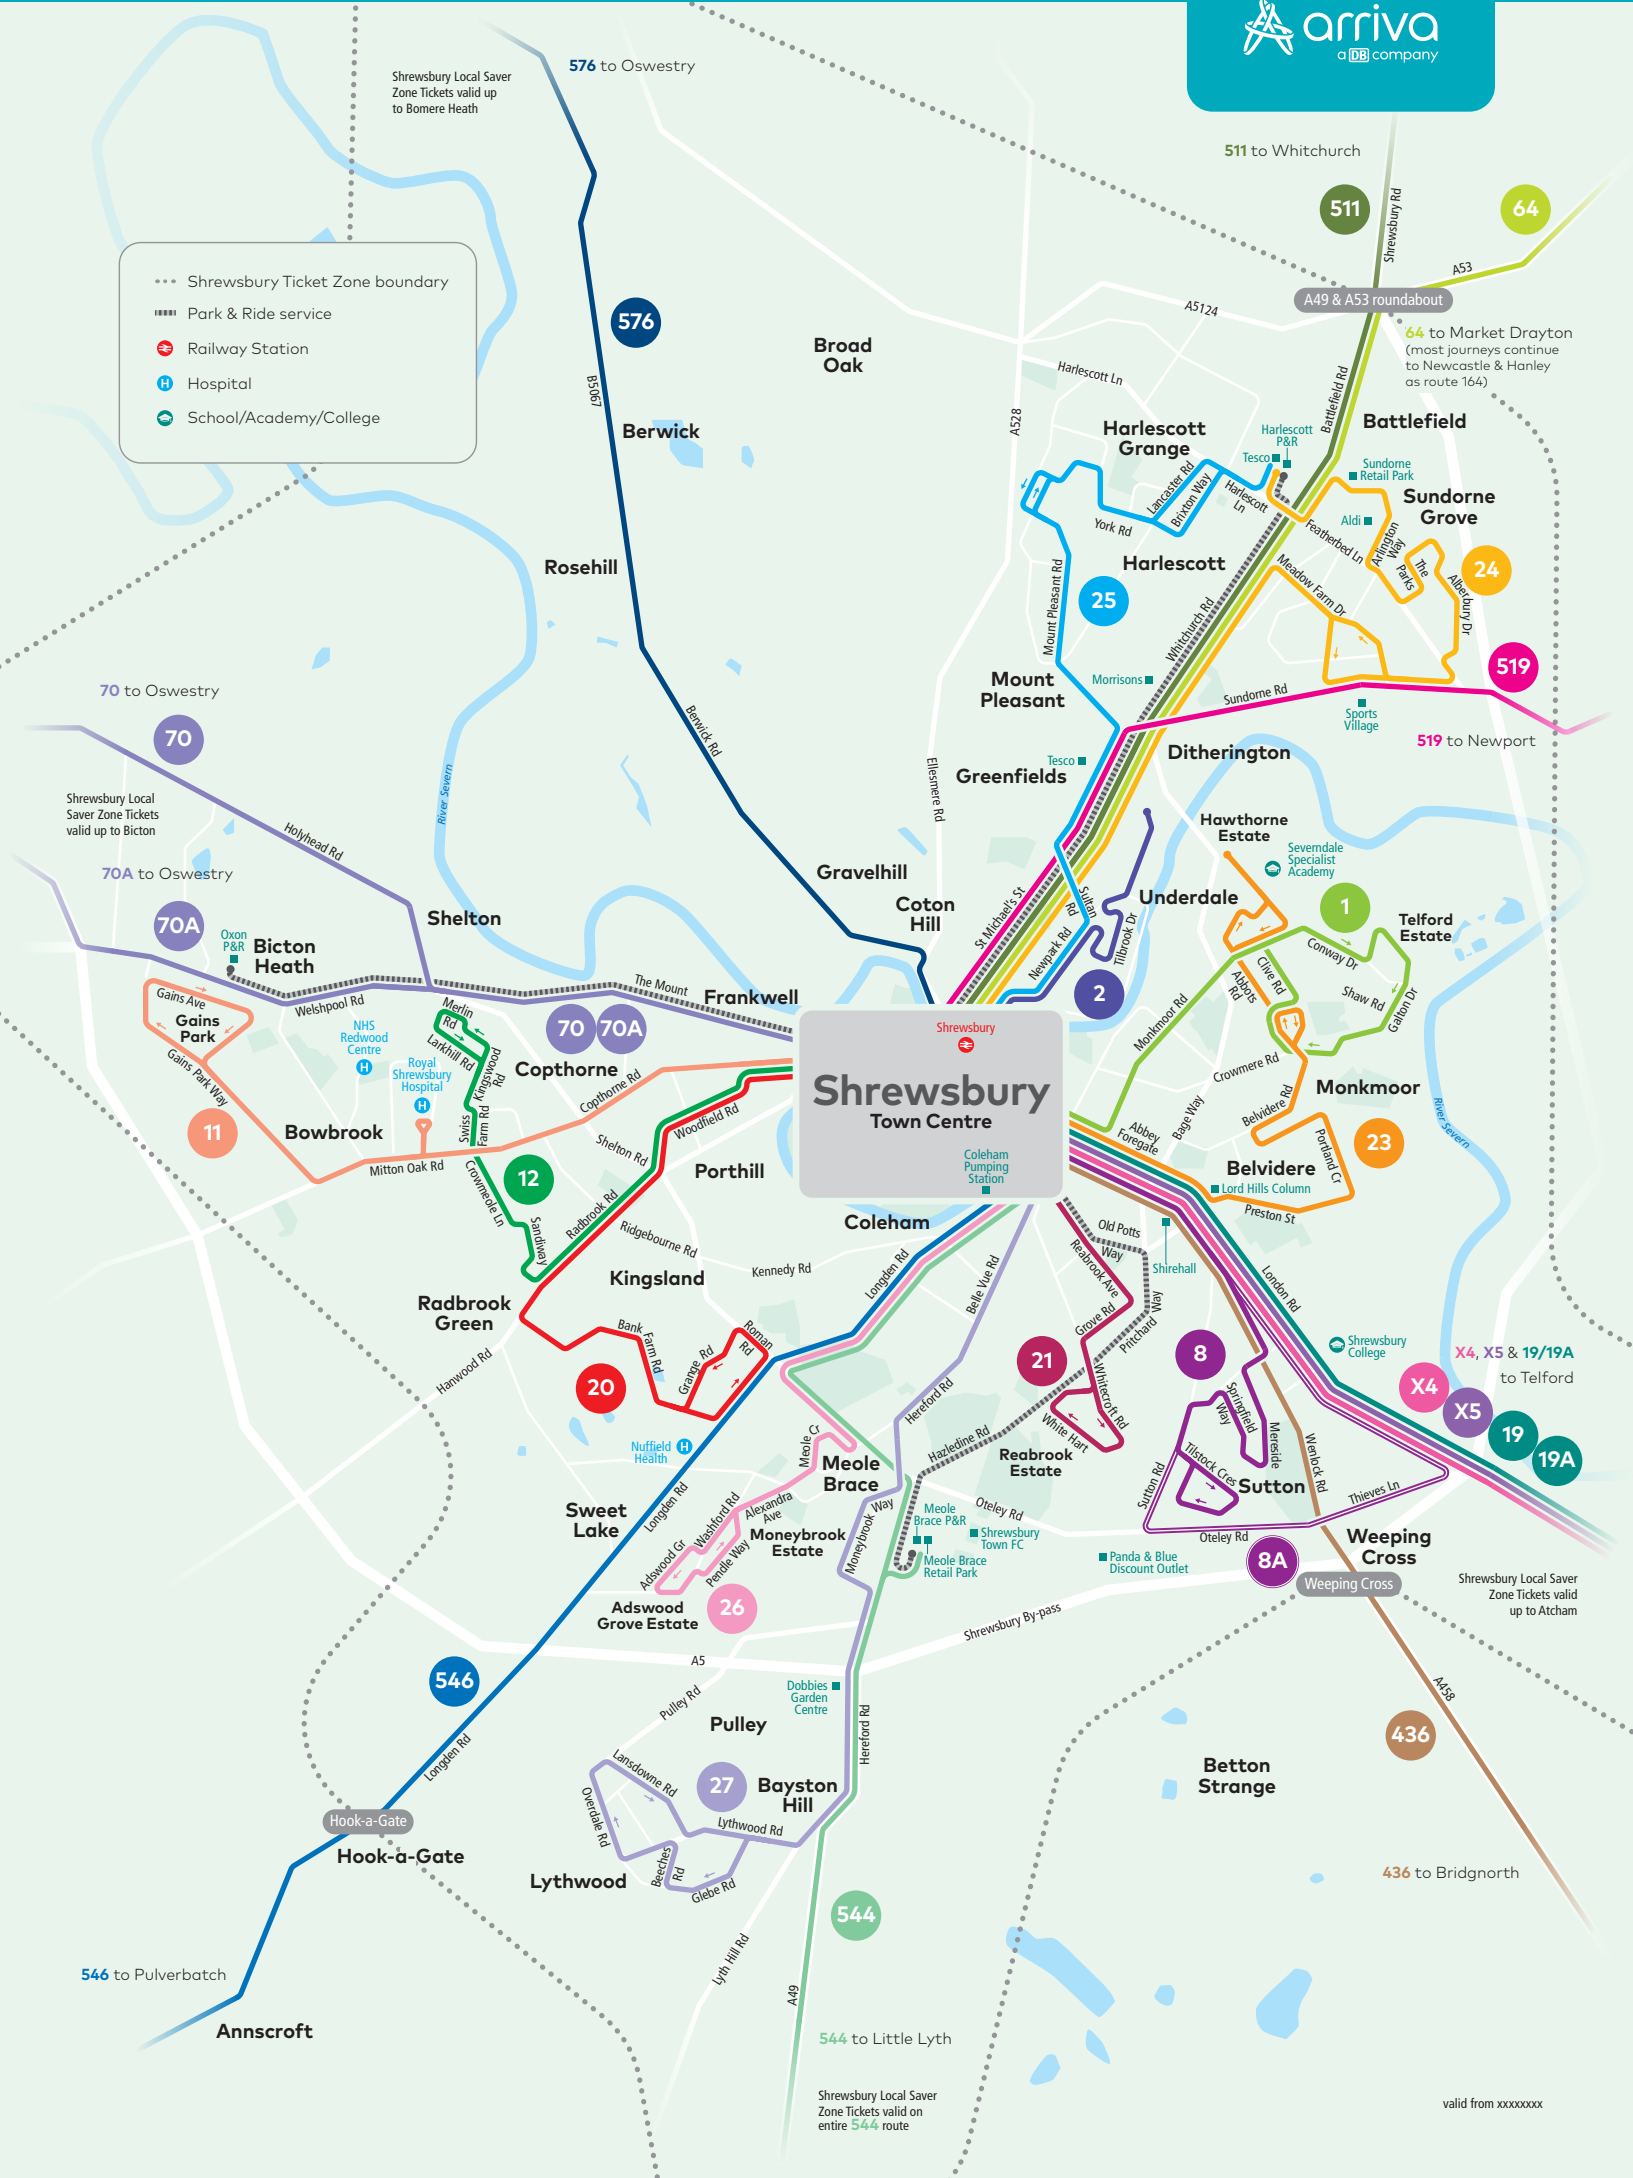 arriva
a DB company
576 to Oswestry
Shrewsbury Local Saver
Zone Tickets valid up
to Bomere Heath
511 to Whitchurch
511
64
Shrewsbury Rd
A53
A49 & A53 roundabout
Shrewsbury Ticket Zone boundary
Park & Ride service
Railway Station
H
Hospital
School/Academy/College
576
A5124
64 to Market Drayton
(most journeys continue
to Newcastle & Hanley
as route 164)
Broad
Oak
Harlescott Ln
B5067
A528
Battlefield Rd
Battlefield
Berwick
Harlescott
Grange
Harlescott
P&R
Tesco
Sundorne
Retail Park
Lancaster Rd
Brixton Way
Harlescott
Ln
Sundorne
Grove
York Rd
Aldi
Featherbed Ln
Arlington
Way
The
Parks
Alberbury Dr
24
Rosehill
Harlescott
Meadow Farm Dr
25
Mount Pleasant Rd
Whitchurch Rd
519
Mount
Pleasant
Morrisons
Sundorne Rd
Sports
Village
519 to Newport
70 to Oswestry
70
Berwick Rd
Ditherington
Tesco
Greenfields
Ellesmere Rd
River Severn
Shrewsbury Local
Saver Zone Tickets
valid up to Bicton
Holyhead Rd
Hawthorne
Estate
Severndale
Specialist
Academy
70A to Oswestry
Gravelhill
Underdale
1
Coton
Hill
Shelton
St Michael's St
Sultan
Rd
Newpark Rd
Tilbrook Dr
Telford
Estate
70A
Oxon
P&R
Bicton
Heath
Conway Dr
Clive Rd
Abbots
Rd
Shaw Rd
Galton Dr
2
The Mount
Frankwell
Welshpool Rd
Gains Ave
Gains
Park
Gains Park Way
NHS
Redwood
Centre
H
Royal
Shrewsbury
Hospital
H
Merlin
Rd
Larkhill Rd
Kingswood
Rd
70
70A
Copthorne
Copthorne Rd
Shrewsbury
Shrewsbury
Town Centre
Monkmoor Rd
Crowmere Rd
Monkmoor
Belvidere Rd
Bage Way
River Severn
11
Bowbrook
Swiss
Farm Rd
Mitton Oak Rd
12
Woodfield Rd
Shelton Rd
Porthill
Coleham
Pumping
Station
Abbey
Foregate
Belvidere
Portland Cr
23
Lord Hills Column
Preston St
Crowmeole Ln
Sandiway
Radbrook Rd
Ridgebourne Rd
Coleham
Old Potts
Way
Shirehall
Kingsland
Kennedy Rd
Longden Rd
Belle Vue Rd
Reabrook Ave
Pritchard
Way
London Rd
Radbrook
Green
Bank
Farm Rd
Roman
Rd
Grange Rd
Grove Rd
Shrewsbury
College
X4, X5 & 19/19A
to Telford
X4
X5
19
19A
20
Hanwood Rd
21
Whitecroft Rd
White Hart
8
Springfield
Way
Mereside
Wenlock Rd
Hereford Rd
Hazledine Rd
Reabrook
Estate
Nuffield
Health
H
Meole Cr
Meole
Brace
Tilstock Cres
Sutton
Sutton Rd
Thieves Ln
Sweet
Lake
Longden Rd
Washford Rd
Alexandra
Ave
Moneybrook
Estate
Moneybrook Way
Oteley Rd
Meole
Brace P&R
Shrewsbury
Town FC
Meole Brace
Retail Park
Oteley Rd
8A
Weeping
Cross
Panda & Blue
Discount Outlet
Weeping Cross
Adswood Gr
Pendle Way
Adswood
Grove Estate
26
Shrewsbury By-pass
Shrewsbury Local Saver
Zone Tickets valid
up to Atcham
546
A5
Pulley Rd
Dobbies
Garden
Centre
Hereford Rd
A458
Pulley
436
Longden Rd
Lansdowne Rd
27
Bayston
Hill
Betton
Strange
Overdale Rd
Lythwood Rd
Hook-a-Gate
Hook-a-Gate
Lythwood
Beeches
Rd
Glebe Rd
436 to Bridgnorth
544
Lyth Hill Rd
546 to Pulverbatch
A49
Annscroft
544 to Little Lyth
Shrewsbury Local Saver
Zone Tickets valid on
entire 544 route
valid from xxxxxxxx